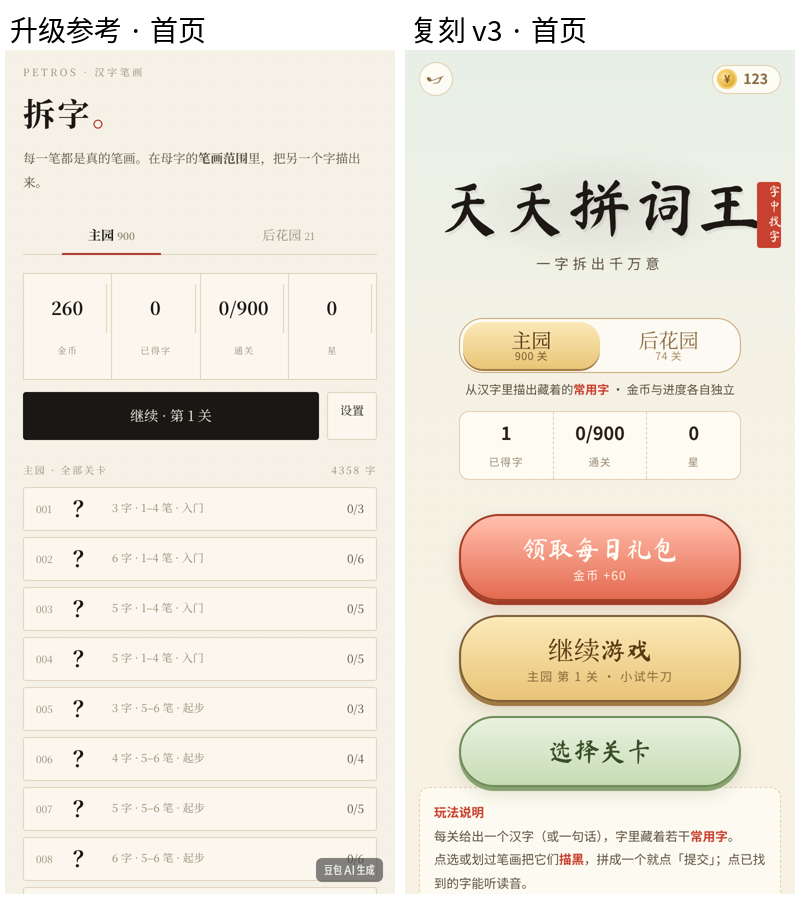 升级参考 · 首页
PETROS · 汉字笔画
拆字。
每一笔都是真的笔画。在母字的笔画范围里，把另一个字描出
来。
主园 900
后花园 21
260
0
0/900
0
金币
已得字
通关
星
继续 · 第 1 关
设置
主园 · 全部关卡
4358 字
001 ? 3 字 · 1–4 笔 · 入门 0/3
002 ? 6 字 · 1–4 笔 · 入门 0/6
003 ? 5 字 · 1–4 笔 · 入门 0/5
004 ? 5 字 · 1–4 笔 · 入门 0/5
005 ? 3 字 · 5–6 笔 · 起步 0/3
006 ? 4 字 · 5–6 笔 · 起步 0/4
007 ? 5 字 · 5–6 笔 · 起步 0/5
008 ? 6 字 · 5–6 笔 · 起步 0/6
豆包 AI 生成
复刻 v3 · 首页
¥ 123
天天拼词王
字中找字
一字拆出千万意
主园
900 关
后花园
74 关
从汉字里描出藏着的常用字 · 金币与进度各自独立
1
0/900
0
已得字
通关
星
领取每日礼包
金币 +60
继续游戏
主园 第 1 关 · 小试牛刀
选择关卡
玩法说明
每关给出一个汉字（或一句话），字里藏着若干常用字。
点选或划过笔画把它们描黑，拼成一个就点「提交」；点已找
到的字能听读音。